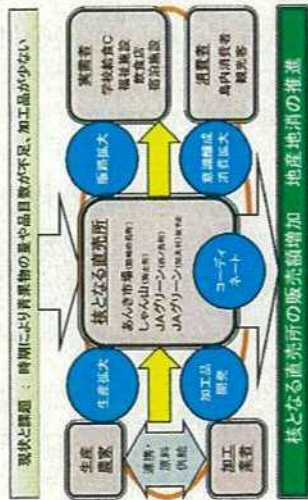 現状と課題 : 時期により青果物の量や品目数が不足、加工品が少ない
生産
農家
連携・
原料
供給
加工
業者
生産拡大
加工品
開発
核となる直売所
あんき市場
しゃん山
JAグリーン
JAグリーン
コーディ
ネート
販路拡大
意識醸成
消費拡大
実需者
学校給食C
福祉施設
飲食店
宿泊施設
消費者
島内消費者
観光客
核となる直売所の販売額増加 地産地消の推進